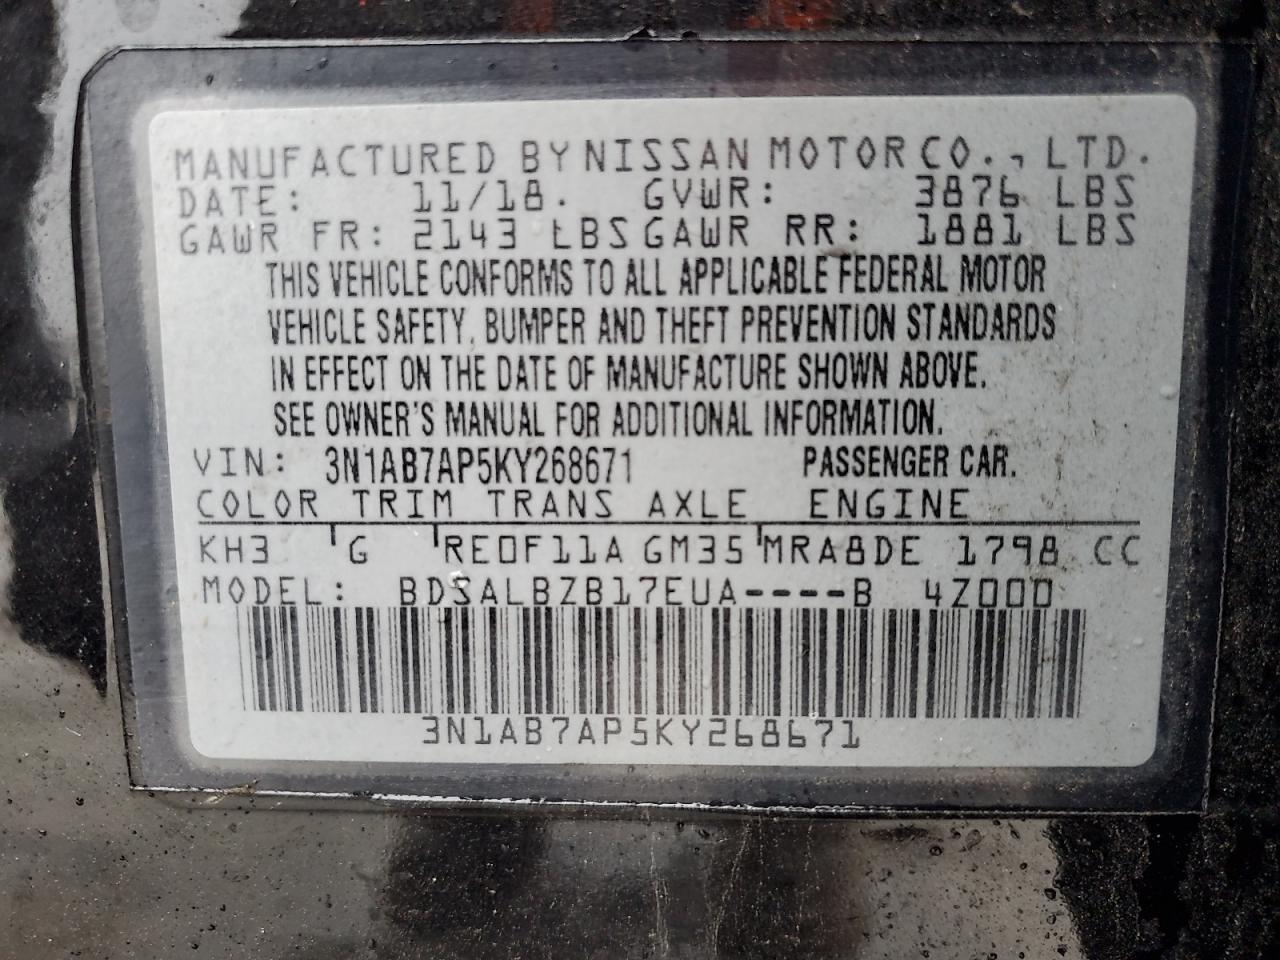 MANUFACTURED BY NISSAN MOTOR CO., LTD.
DATE: 11/18. GVWR: 3876 LBS
GAWR FR: 2143 LBS GAWR RR: 1881 LBS
THIS VEHICLE CONFORMS TO ALL APPLICABLE FEDERAL MOTOR
VEHICLE SAFETY, BUMPER AND THEFT PREVENTION STANDARDS
IN EFFECT ON THE DATE OF MANUFACTURE SHOWN ABOVE.
SEE OWNER'S MANUAL FOR ADDITIONAL INFORMATION.
VIN: 3N1AB7AP5KY268671 PASSENGER CAR.
COLOR TRIM TRANS AXLE ENGINE
KH3 G RE0F11A GM35 MRA8DE 1798 CC
MODEL: BDSALBZB17EUA----B 4Z000
3N1AB7AP5KY268671